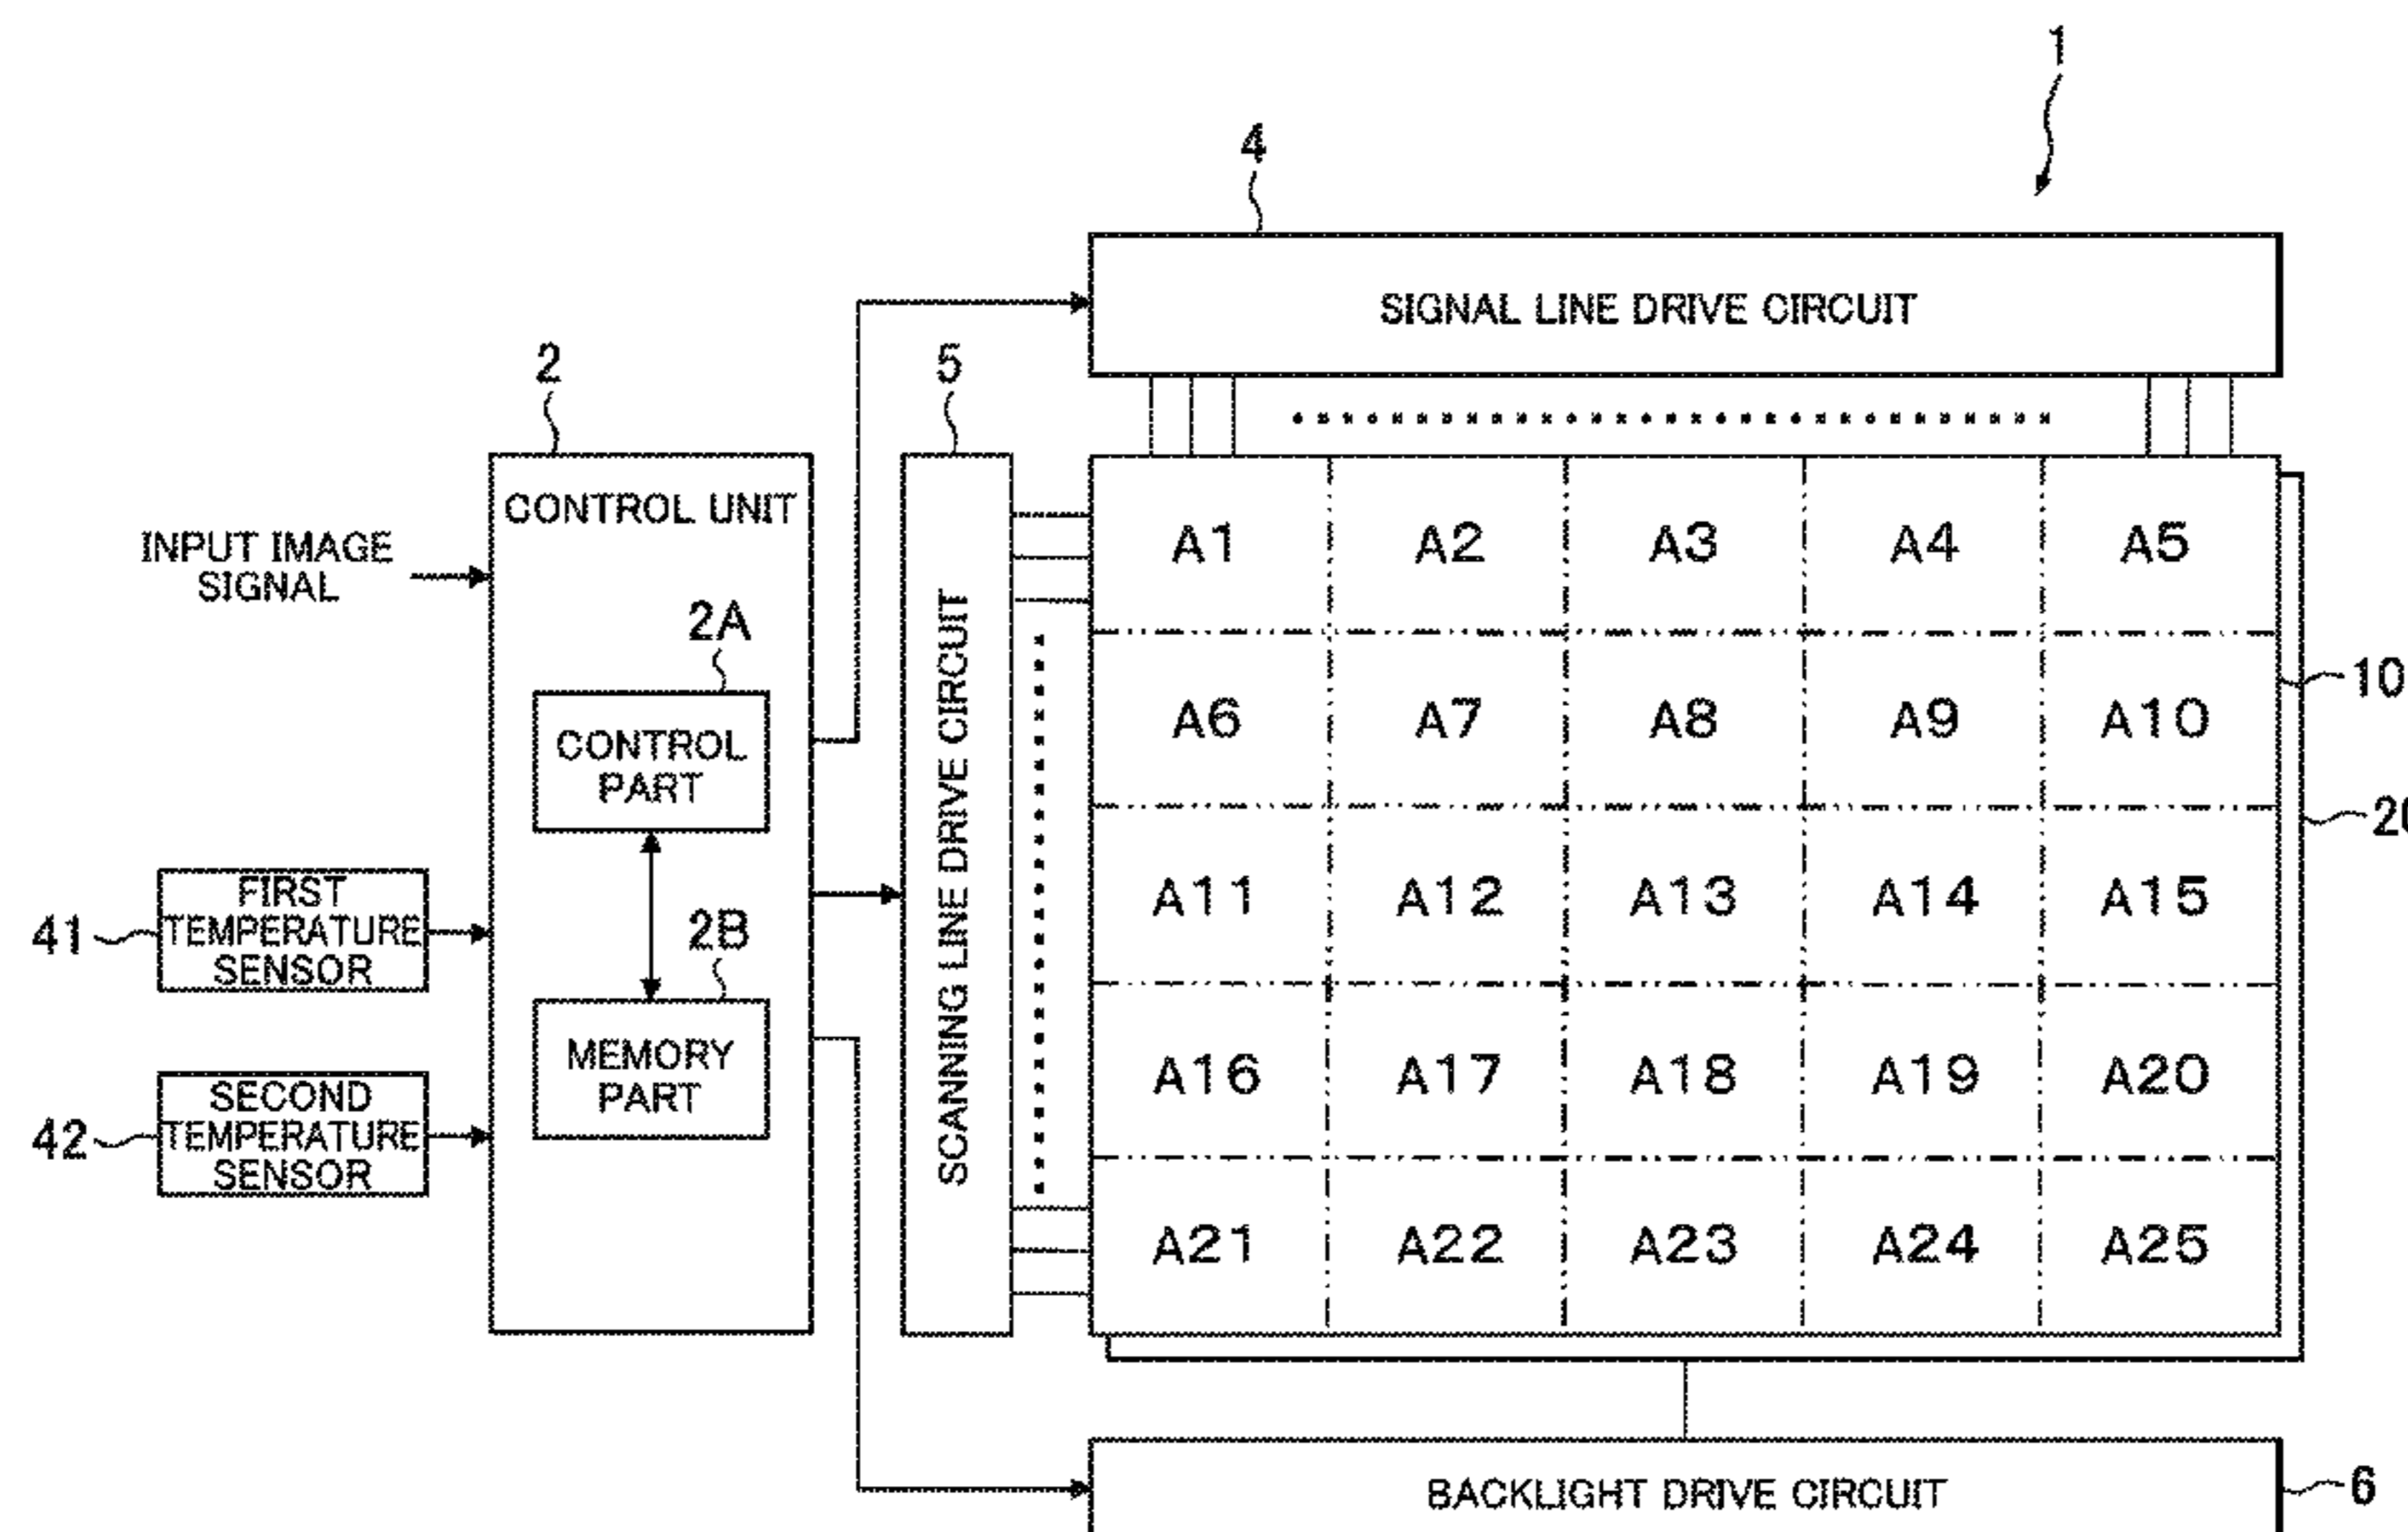 1
4
SIGNAL LINE DRIVE CIRCUIT
2
5
CONTROL UNIT
INPUT IMAGE
SIGNAL
2A
CONTROL
PART
2B
MEMORY
PART
41
FIRST
TEMPERATURE
SENSOR
42
SECOND
TEMPERATURE
SENSOR
SCANNING LINE DRIVE CIRCUIT
A1 A2 A3 A4 A5
A6 A7 A8 A9 A10
A11 A12 A13 A14 A15
A16 A17 A18 A19 A20
A21 A22 A23 A24 A25
10
BACKLIGHT DRIVE CIRCUIT
6